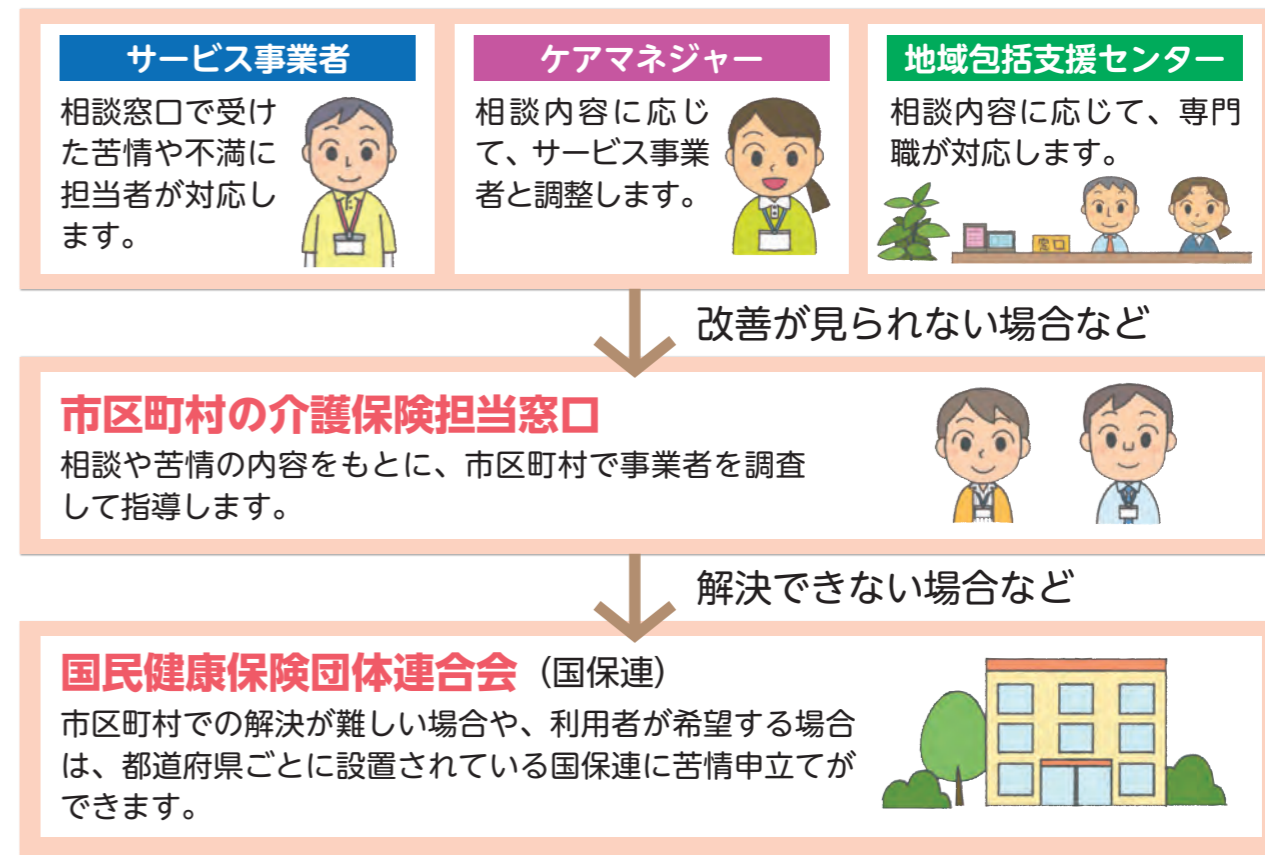 サービス事業者
相談窓口で受け
た苦情や不満に
担当者が対応し
ます。
ケアマネジャー
相談内容に応じ
て、サービス事業
者と調整します。
地域包括支援センター
相談内容に応じて、専門
職が対応します。
窓口
改善が見られない場合など
市区町村の介護保険担当窓口
相談や苦情の内容をもとに、市区町村で事業者を調査
して指導します。
解決できない場合など
国民健康保険団体連合会（国保連）
市区町村での解決が難しい場合や、利用者が希望する場合
は、都道府県ごとに設置されている国保連に苦情申立てが
できます。